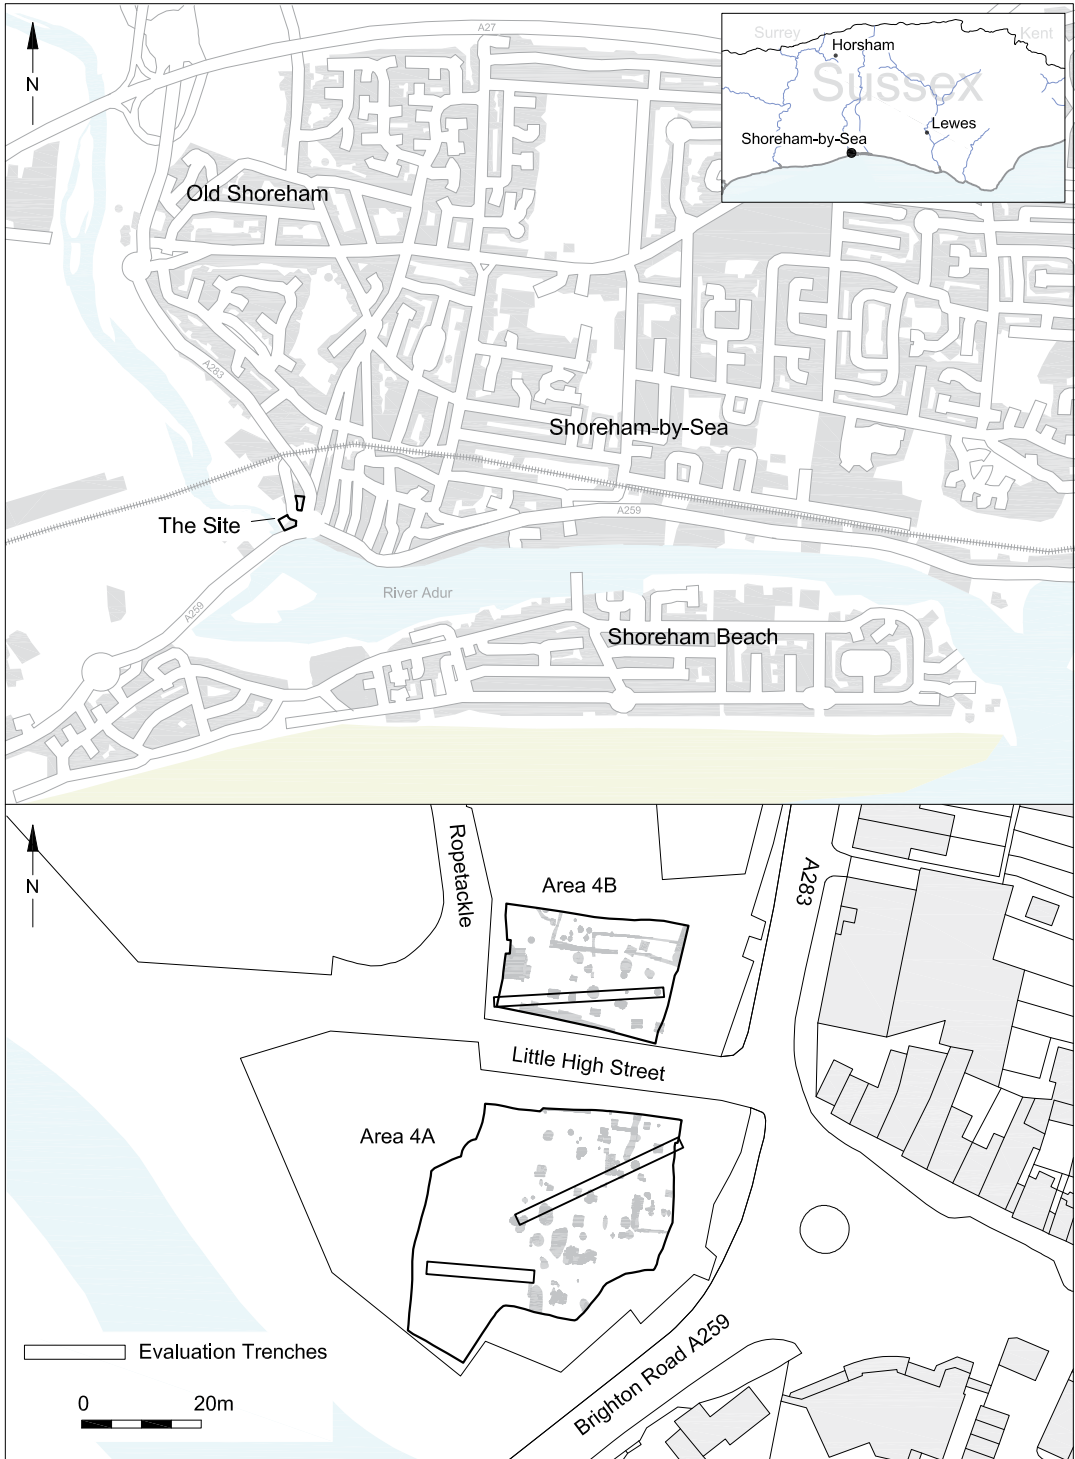 A27
N
Surrey
Kent
Horsham
Sussex
Lewes
Shoreham-by-Sea
Old Shoreham
A283
Shoreham-by-Sea
The Site
A259
River Adur
A259
Shoreham Beach
N
Ropetackle
A283
Area 4B
Little High Street
Area 4A
Brighton Road A259
Evaluation Trenches
0 20m